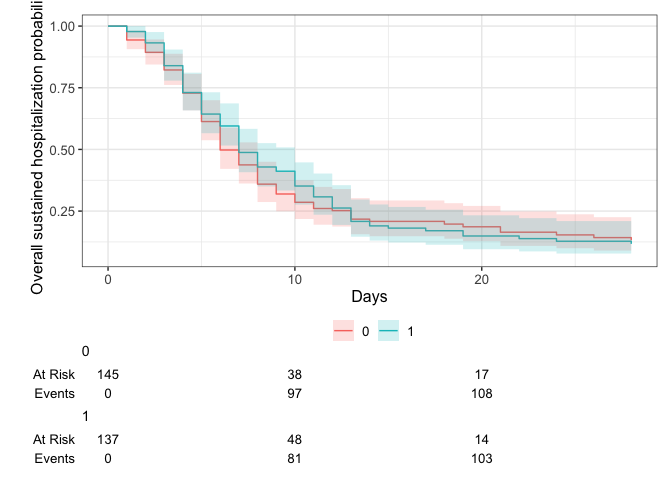 Overall sustained hospitalization probabili
1.00
0.75
0.50
0.25
0 10 20
Days
0 1
0
At Risk 145 38 17
Events 0 97 108
1
At Risk 137 48 14
Events 0 81 103